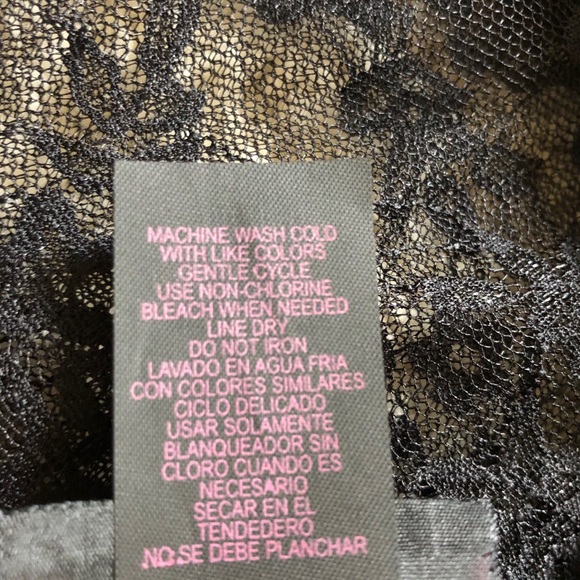 MACHINE WASH COLD
WITH LIKE COLORS
GENTLE CYCLE
USE NON-CHLORINE
BLEACH WHEN NEEDED
LINE DRY
DO NOT IRON
LAVADO EN AGUA FRIA
CON COLORES SIMILARES
CICLO DELICADO
USAR SOLAMENTE
BLANQUEADOR SIN
CLORO CUANDO ES
NECESARIO
SECAR EN EL
TENDEDERO
NO SE DEBE PLANCHAR